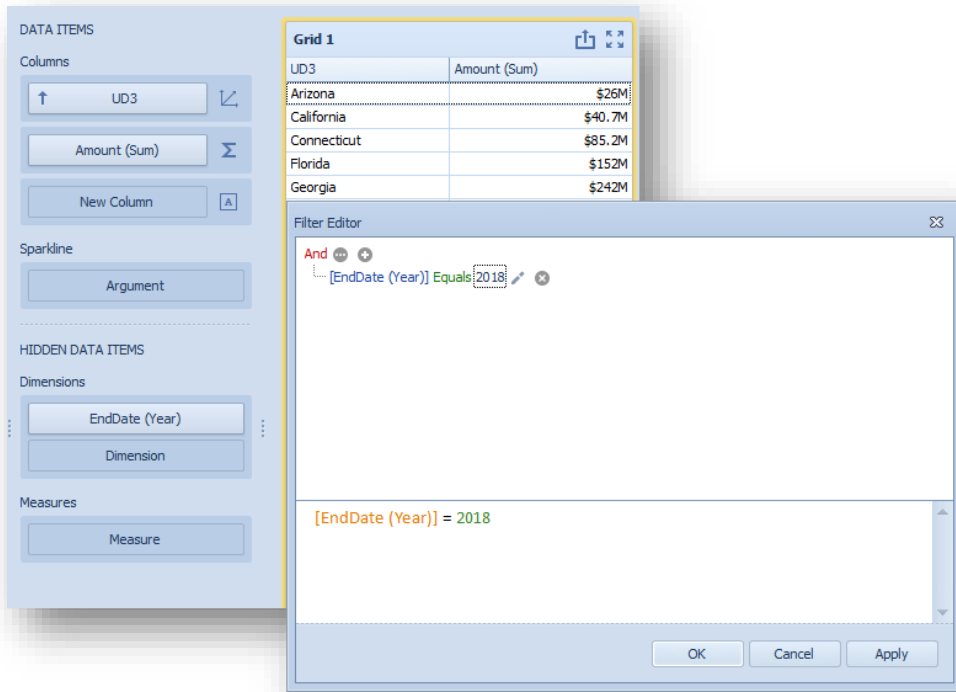 DATA ITEMS
Columns
UD3
Amount (Sum)
Σ
New Column
A
Sparkline
Argument
HIDDEN DATA ITEMS
Dimensions
EndDate (Year)
Dimension
Measures
Measure
Grid 1
UD3 Amount (Sum)
Arizona $26M
California $40.7M
Connecticut $85.2M
Florida $152M
Georgia $242M
Filter Editor
And
[EndDate (Year)] Equals 2018
[EndDate (Year)] = 2018
OK Cancel Apply